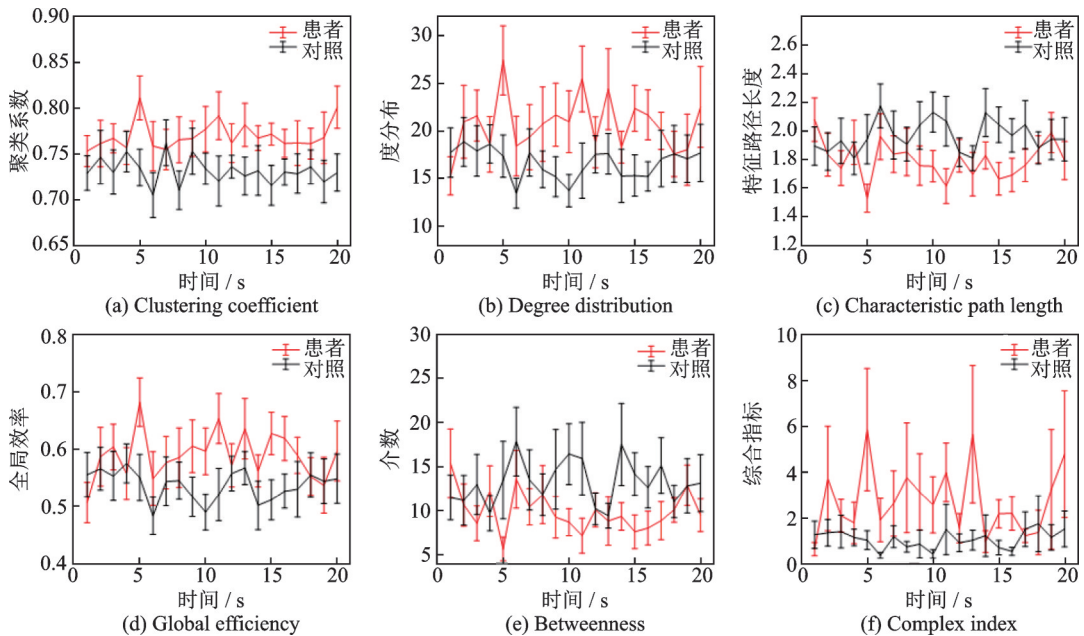 0.90
0.85
0.80
0.75
0.70
0.65
聚类系数
患者
对照
0
5
10
15
20
时间 / s
(a) Clustering coefficient
30
25
20
15
10
度分布
患者
对照
0
5
10
15
20
时间 / s
(b) Degree distribution
2.8
2.6
2.4
2.2
2.0
1.8
1.6
1.4
1.2
特征路径长度
患者
对照
0
5
10
15
20
时间 / s
(c) Characteristic path length
0.8
0.7
0.6
0.5
0.4
全局效率
患者
对照
0
5
10
15
20
时间 / s
(d) Global efficiency
30
25
20
15
10
5
介数
患者
对照
0
5
10
15
20
时间 / s
(e) Betweenness
10
8
6
4
2
0
综合指标
患者
对照
0
5
10
15
20
时间 / s
(f) Complex index